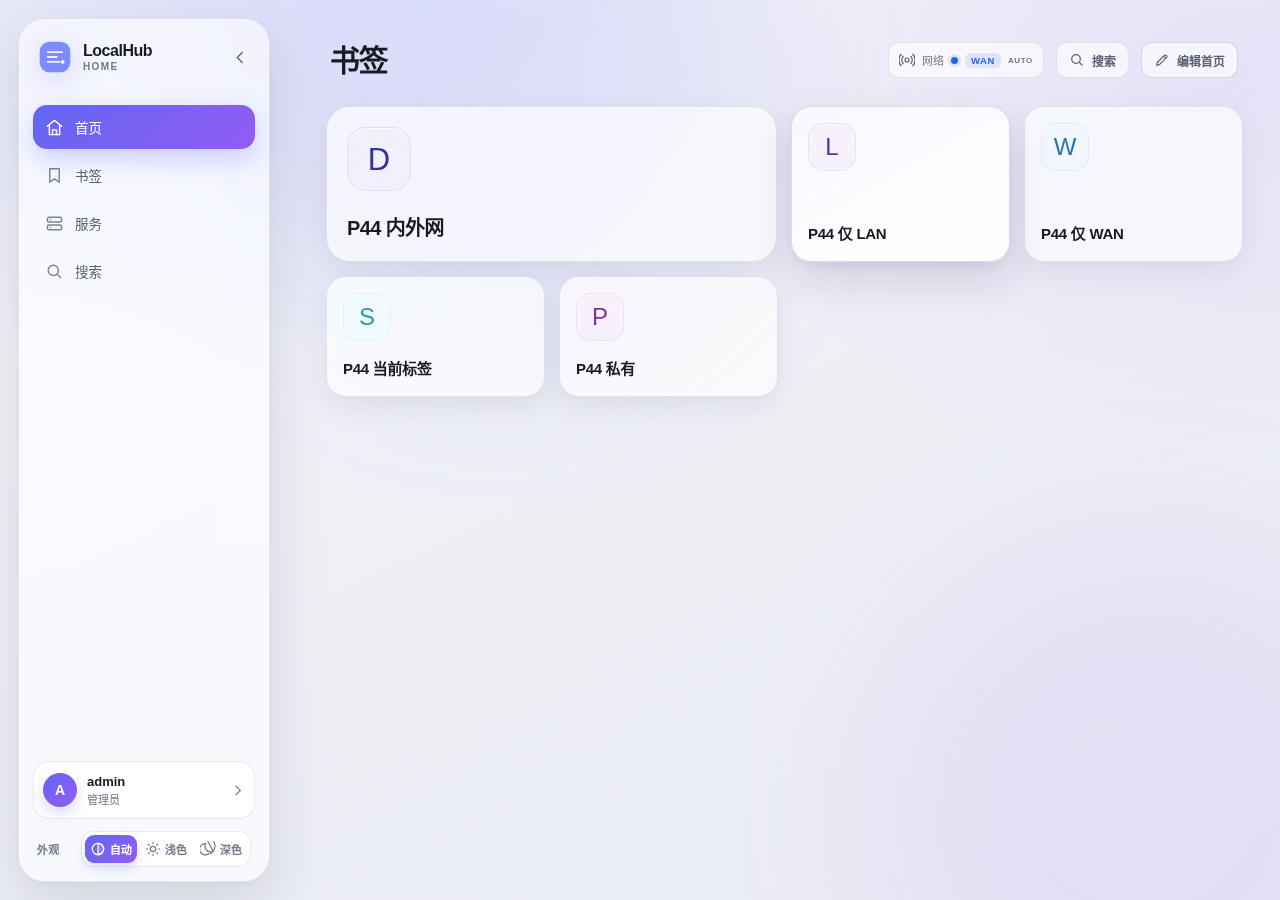 LocalHub
HOME
首页
书签
服务
搜索
A
admin
管理员
外观
自动
浅色
深色
书签
网络
WAN
AUTO
搜索
编辑首页
D
P44 内外网
L
P44 仅 LAN
W
P44 仅 WAN
S
P44 当前标签
P
P44 私有